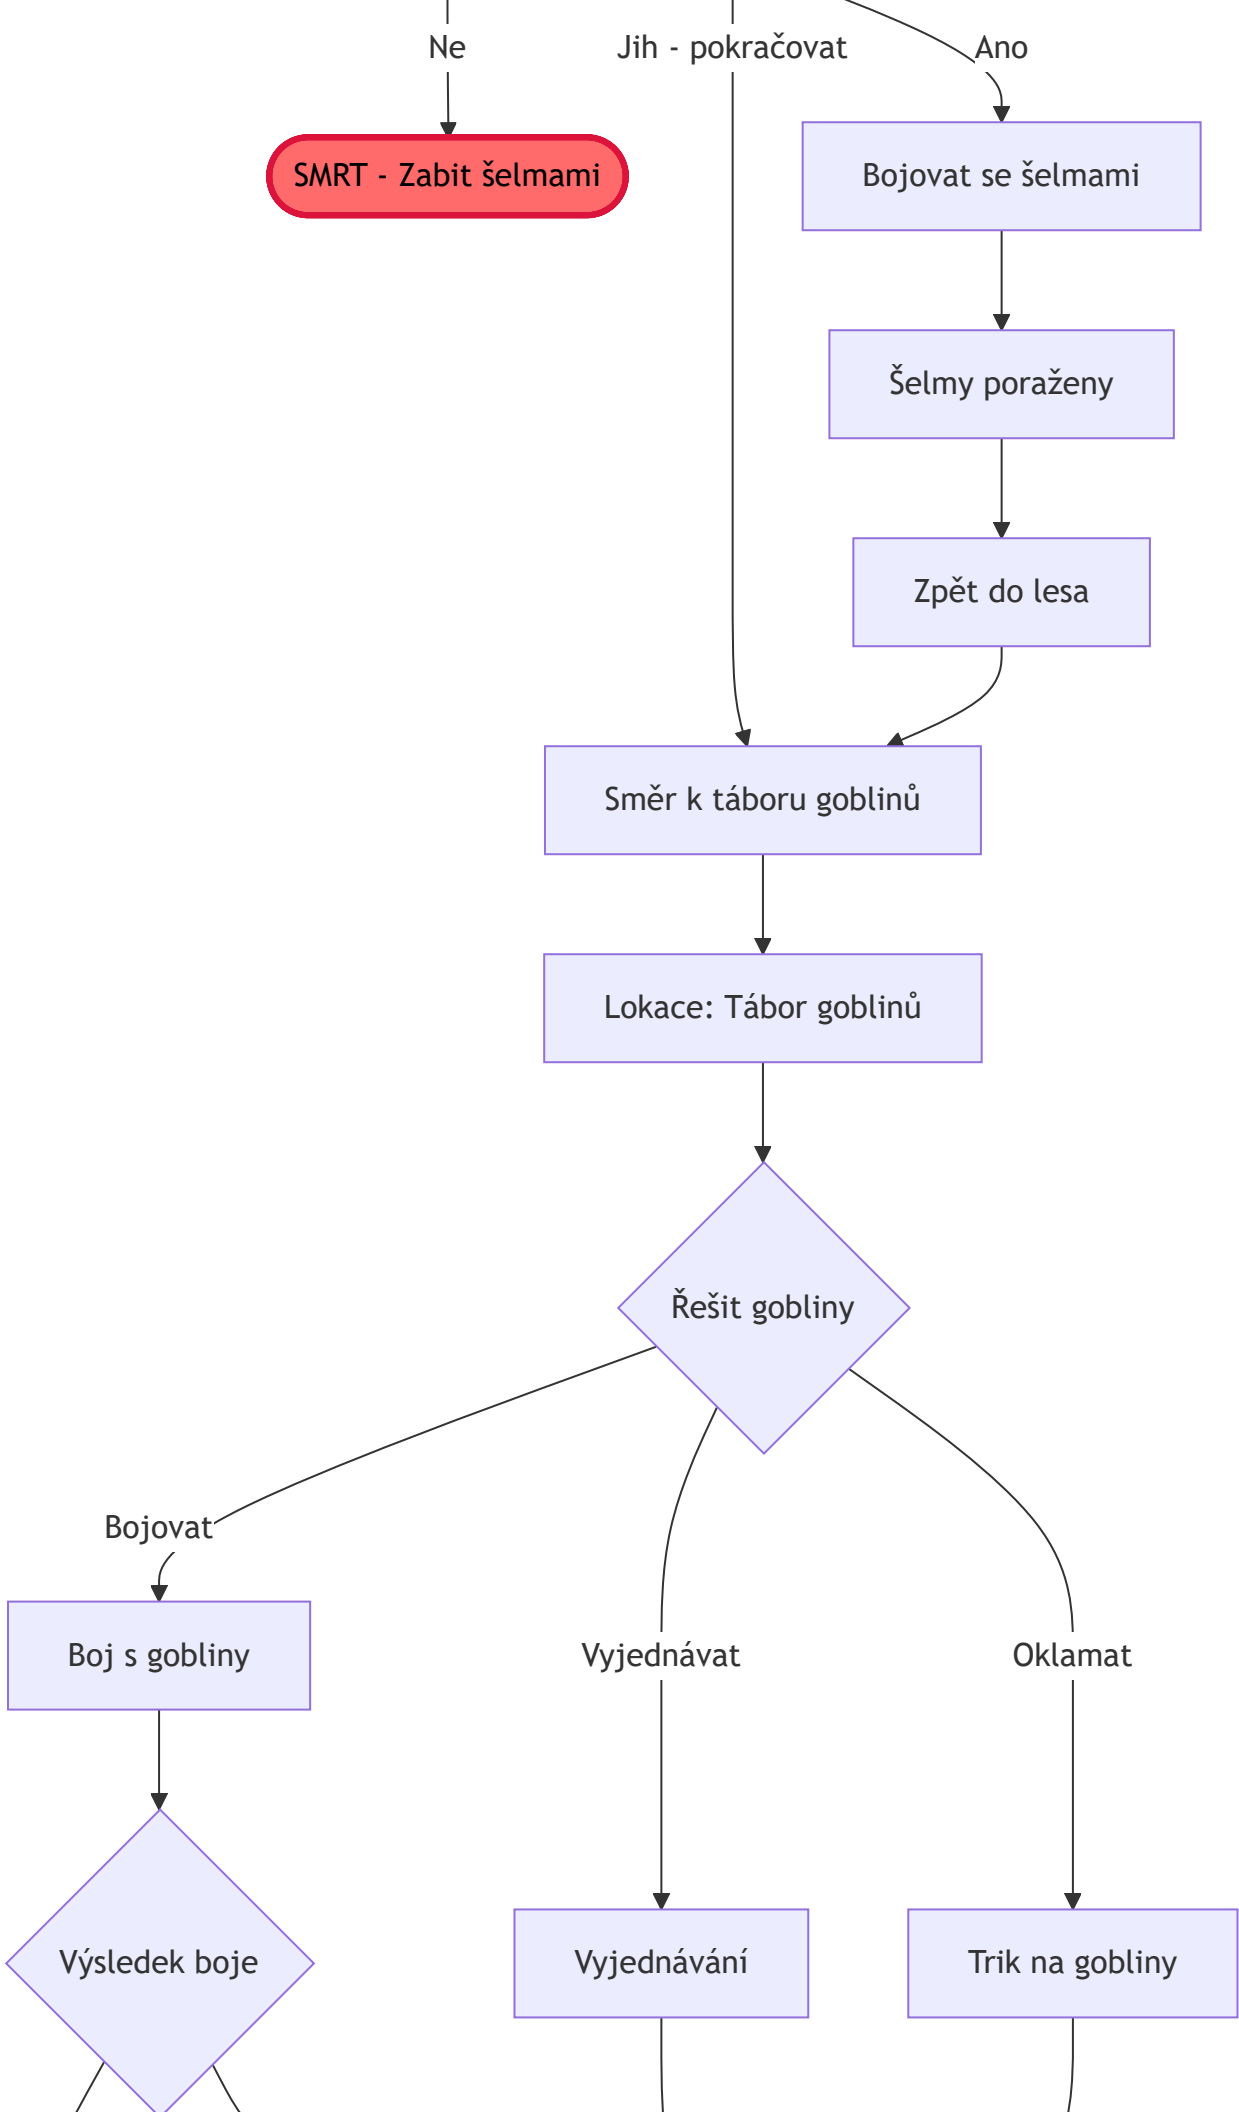 Ne
Jih - pokračovat
Ano
SMRT - Zabit šelmami
Bojovat se šelmami
Šelmy poraženy
Zpět do lesa
Směr k táboru goblinů
Lokace: Tábor goblinů
Řešit gobliny
Bojovat
Boj s gobliny
Vyjednávat
Oklamat
Výsledek boje
Vyjednávání
Trik na gobliny